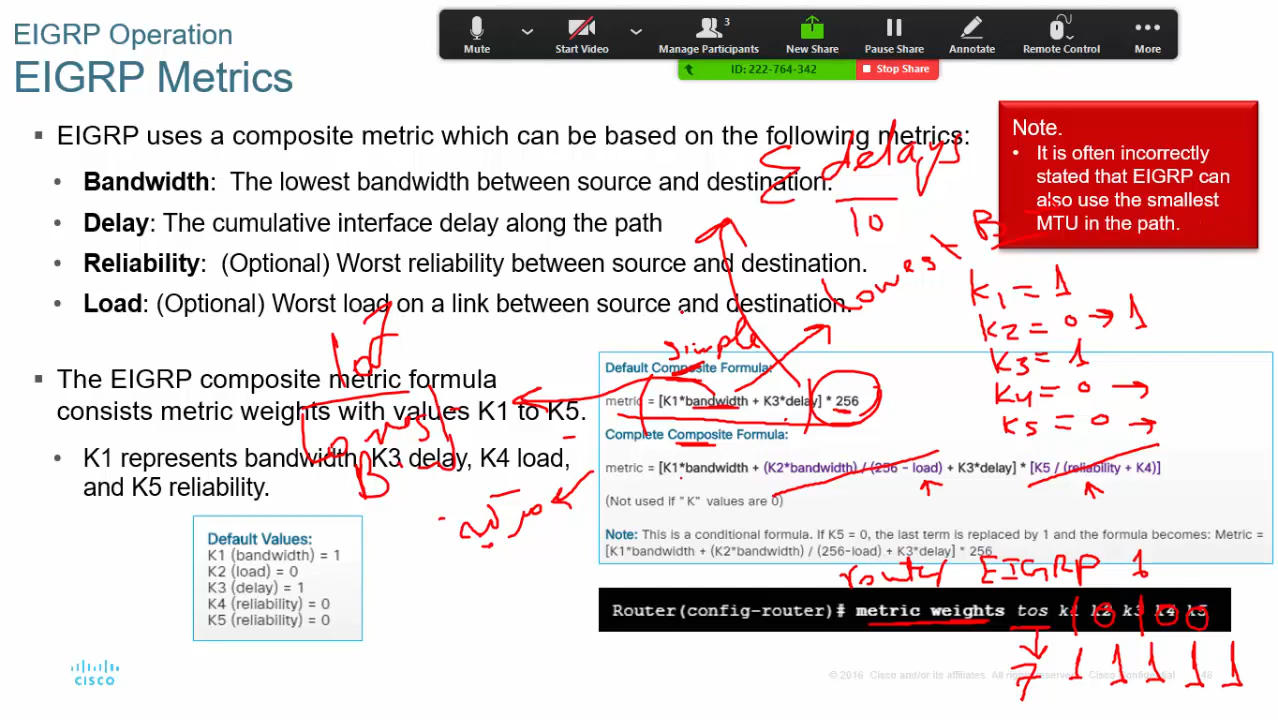 EIGRP Operation
EIGRP Metrics
Mute
Start Video
3
Manage Participants
New Share
Pause Share
Annotate
Remote Control
More
ID: 222-764-342
Stop Share
EIGRP uses a composite metric which can be based on the following metrics:
Bandwidth: The lowest bandwidth between source and destination.
Delay: The cumulative interface delay along the path
Reliability: (Optional) Worst reliability between source and destination.
Load: (Optional) Worst load on a link between source and destination.
Note.
It is often incorrectly
stated that EIGRP can
also use the smallest
MTU in the path.
Σ delays
10
Lowest B
K1 = 1
K2 = 0 → 1
K3 = 1
K4 = 0 →
K5 = 0 →
simple
10^7
Lowest
B
The EIGRP composite metric formula
consists metric weights with values K1 to K5.
K1 represents bandwidth, K3 delay, K4 load,
and K5 reliability.
Default Values:
K1 (bandwidth) = 1
K2 (load) = 0
K3 (delay) = 1
K4 (reliability) = 0
K5 (reliability) = 0
Default Composite Formula:
metric = [K1*bandwidth + K3*delay] * 256
Complete Composite Formula:
metric = [K1*bandwidth + (K2*bandwidth) / (256 – load) + K3*delay] * [K5 / (reliability + K4)]
(Not used if "K" values are 0)
Note: This is a conditional formula. If K5 = 0, the last term is replaced by 1 and the formula becomes: Metric =
[K1*bandwidth + (K2*bandwidth) / (256-load) + K3*delay] * 256
router EIGRP 1
Router(config-router)# metric weights tos k1 k2 k3 k4 k5
1 0 1 0 0
7 1 1 1 1 1
CISCO
© 2016 Cisco and/or its affiliates. All rights reserved. Cisco Confidential